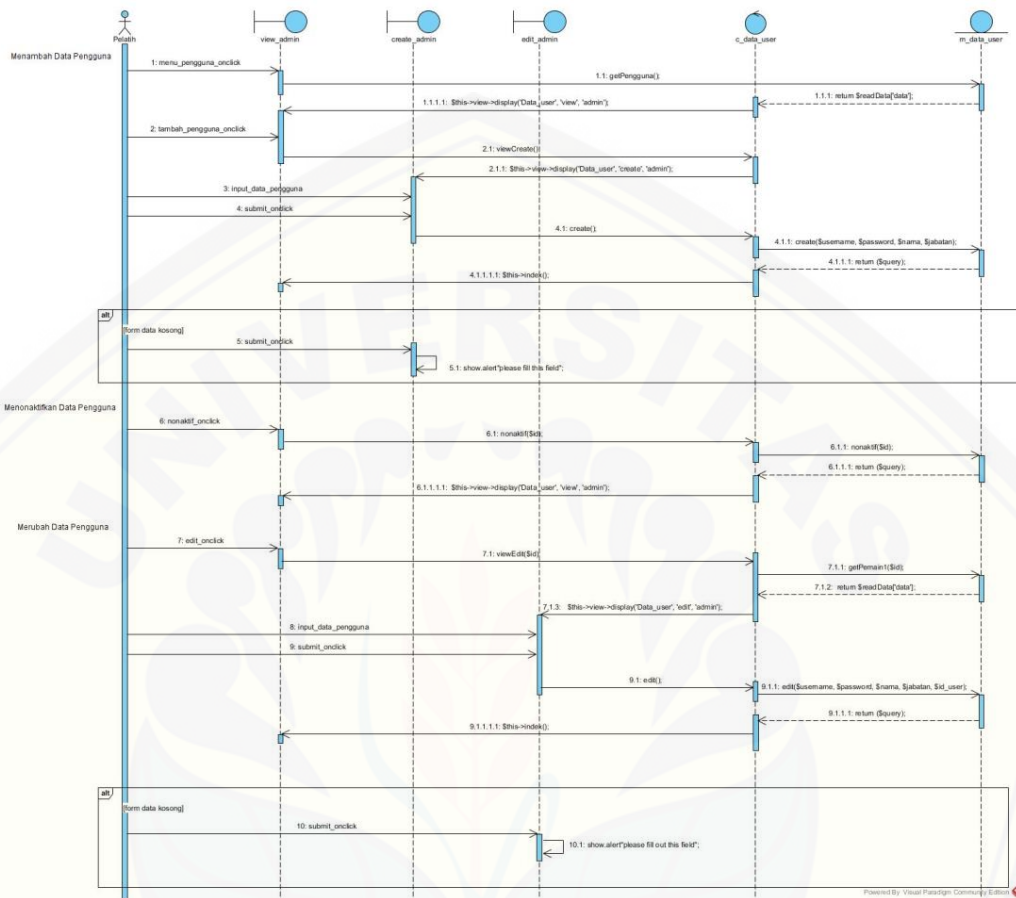 Pelatih
view_admin
create_admin
edit_admin
c_data_user
m_data_user
Menambah Data Pengguna
1: menu_pengguna_onclick
1.1: getPengguna();
1.1.1: return $readData['data'];
1.1.1.1: $this->view->display('Data_user', 'view', 'admin');
2: tambah_pengguna_onclick
2.1: viewCreate()
2.1.1: $this->view->display('Data_user', 'create', 'admin');
3: input_data_pengguna
4: submit_onclick
4.1: create();
4.1.1: create($username, $password, $nama, $jabatan);
4.1.1.1: return ($query);
4.1.1.1.1: $this->index();
alt
[form data kosong]
5: submit_onclick
5.1: show.alert"please fill this field";
Menonaktifkan Data Pengguna
6: nonaktif_onclick
6.1: nonaktif($id);
6.1.1: nonaktif($id);
6.1.1.1: return ($query);
6.1.1.1.1: $this->view->display('Data_user', 'view', 'admin');
Merubah Data Pengguna
7: edit_onclick
7.1: viewEdit($id)
7.1.1: getPemain1($id);
7.1.2: return $readData['data'];
7.1.3: $this->view->display('Data_user', 'edit', 'admin');
8: input_data_pengguna
9: submit_onclick
9.1: edit();
9.1.1: edit($username, $password, $nama, $jabatan, $id_user);
9.1.1.1: return ($query);
9.1.1.1.1: $this->index();
alt
[form data kosong]
10: submit_onclick
10.1: show.alert"please fill out this field";
Powered By Visual Paradigm Community Edition
UNIVERSITAS